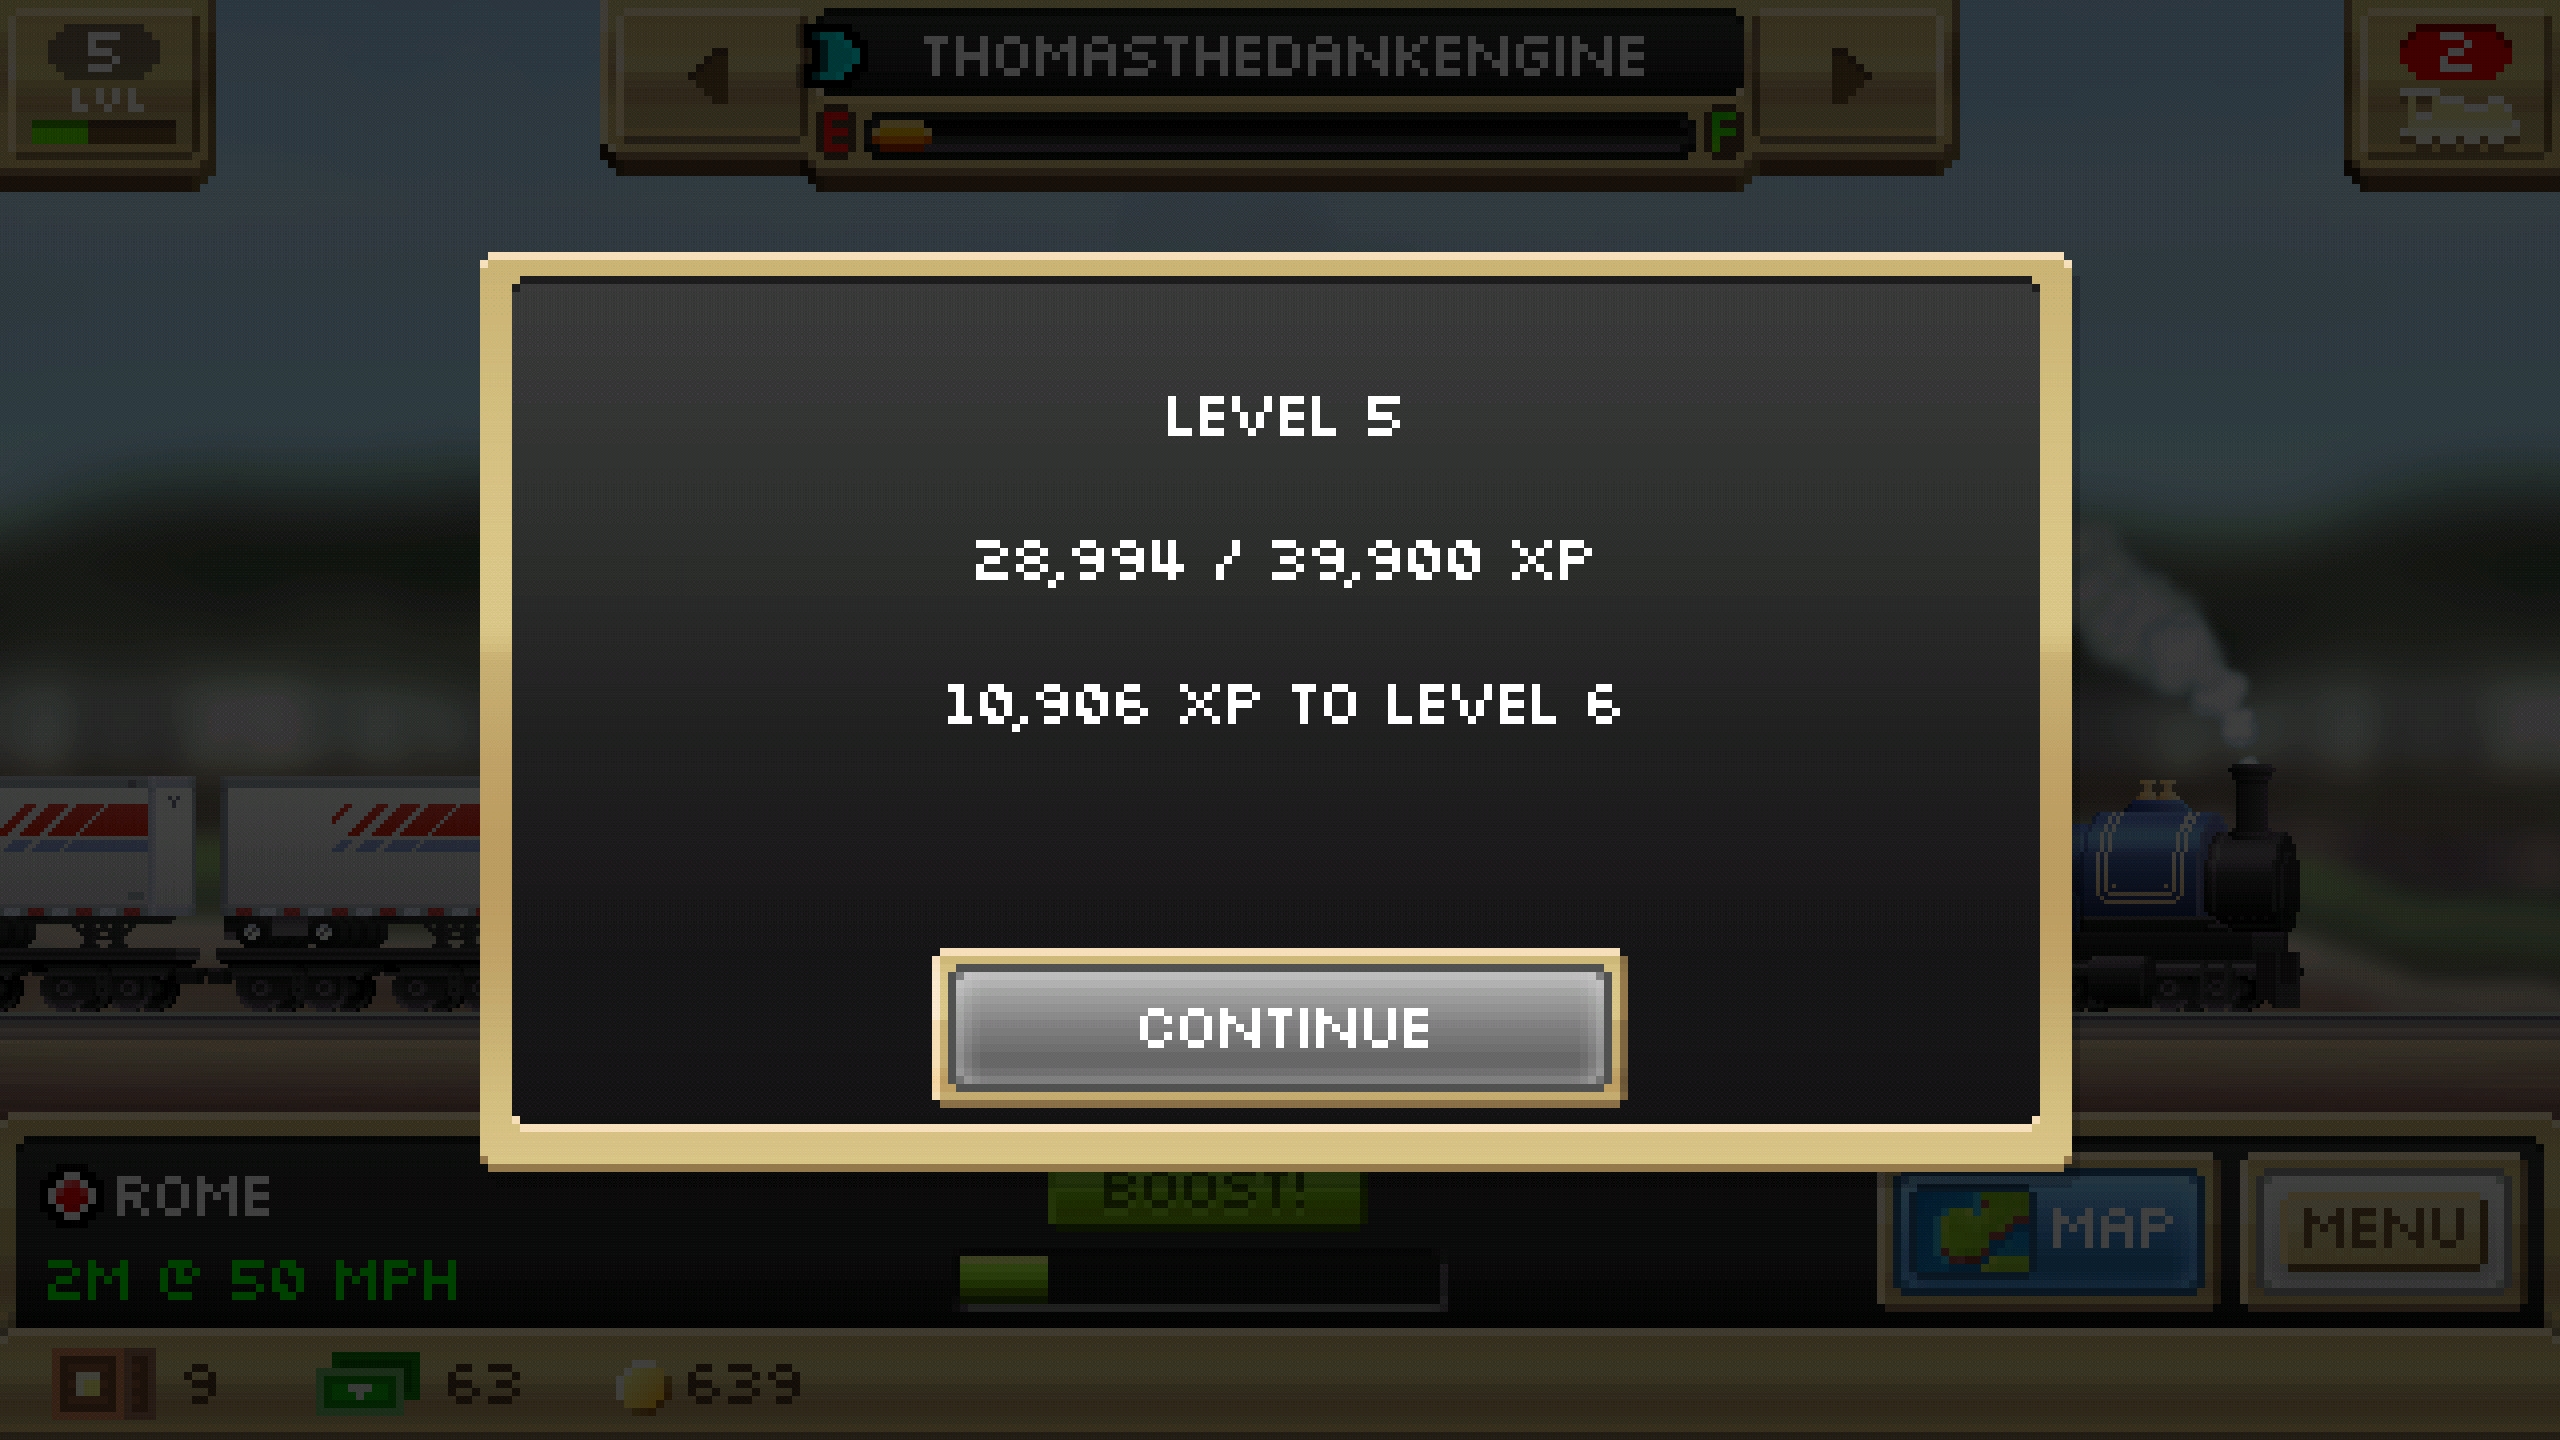 5
LVL
THOMASTHEDANKENGINE
E F
2
LEVEL 5
28,994 / 39,900 XP
10,906 XP TO LEVEL 6
CONTINUE
ROME
2M @ 50 MPH
BOOST!
MAP
MENU
9 63 639